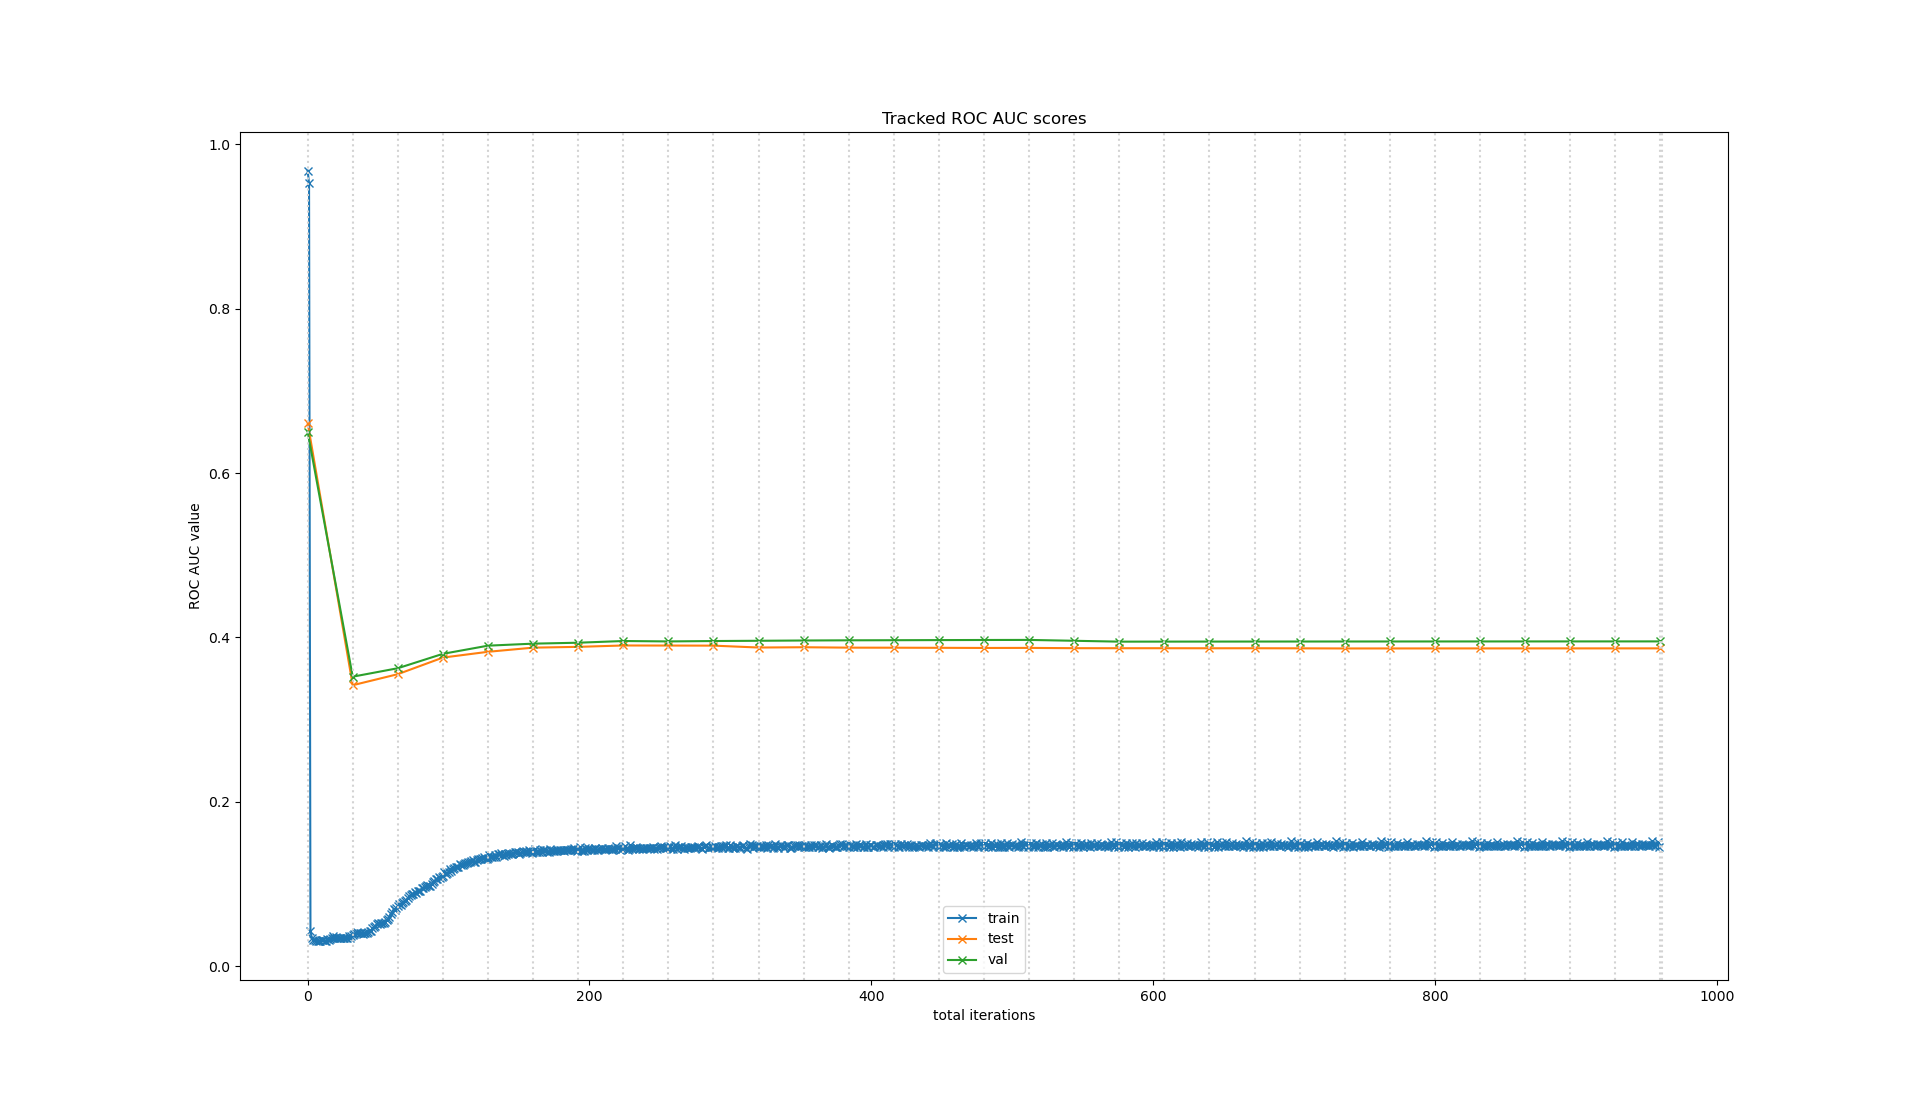 Tracked ROC AUC scores
1.0
0.8
0.6
0.4
0.2
0.0
ROC AUC value
train
test
val
0 200 400 600 800 1000
total iterations